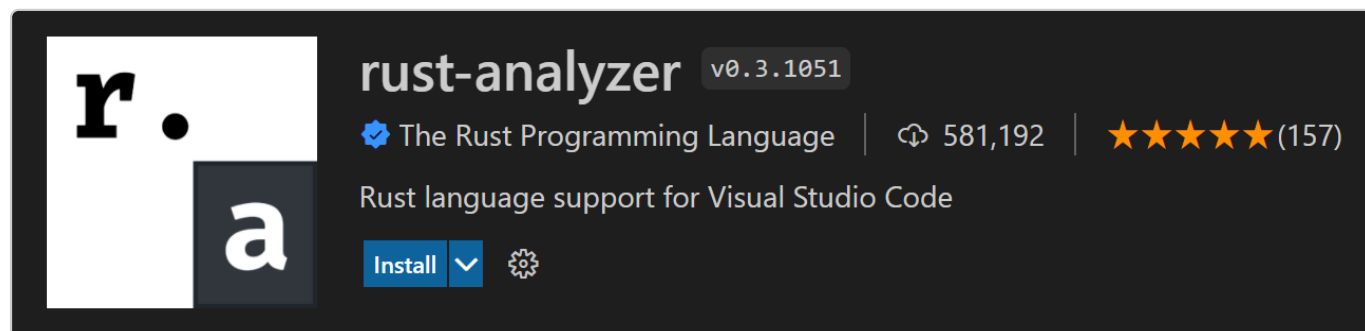 r.
a
rust-analyzer v0.3.1051
The Rust Programming Language 581,192 (157)
Rust language support for Visual Studio Code
Install